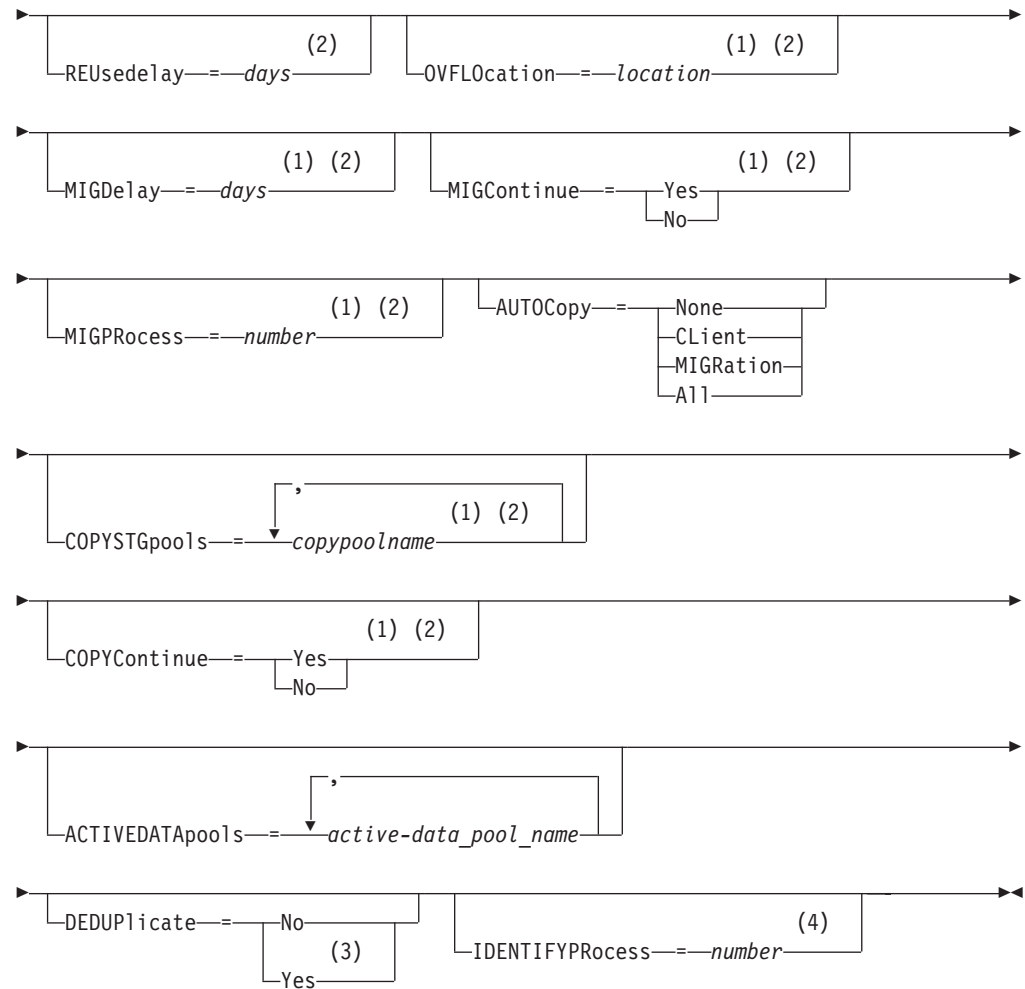 (2) (1) (2)
REUsedelay = days OVFLOcation = location
(1) (2) (1) (2)
MIGDelay = days MIGContinue = Yes
No
(1) (2) AUTOCopy = None
MIGPRocess = number CLient
MIGRation
All
,
(1) (2)
COPYSTGpools = copypoolname
(1) (2)
COPYContinue = Yes
No
,
ACTIVEDATApools = active-data_pool_name
DEDUPlicate = No (4)
(3) IDENTIFYPRocess = number
Yes